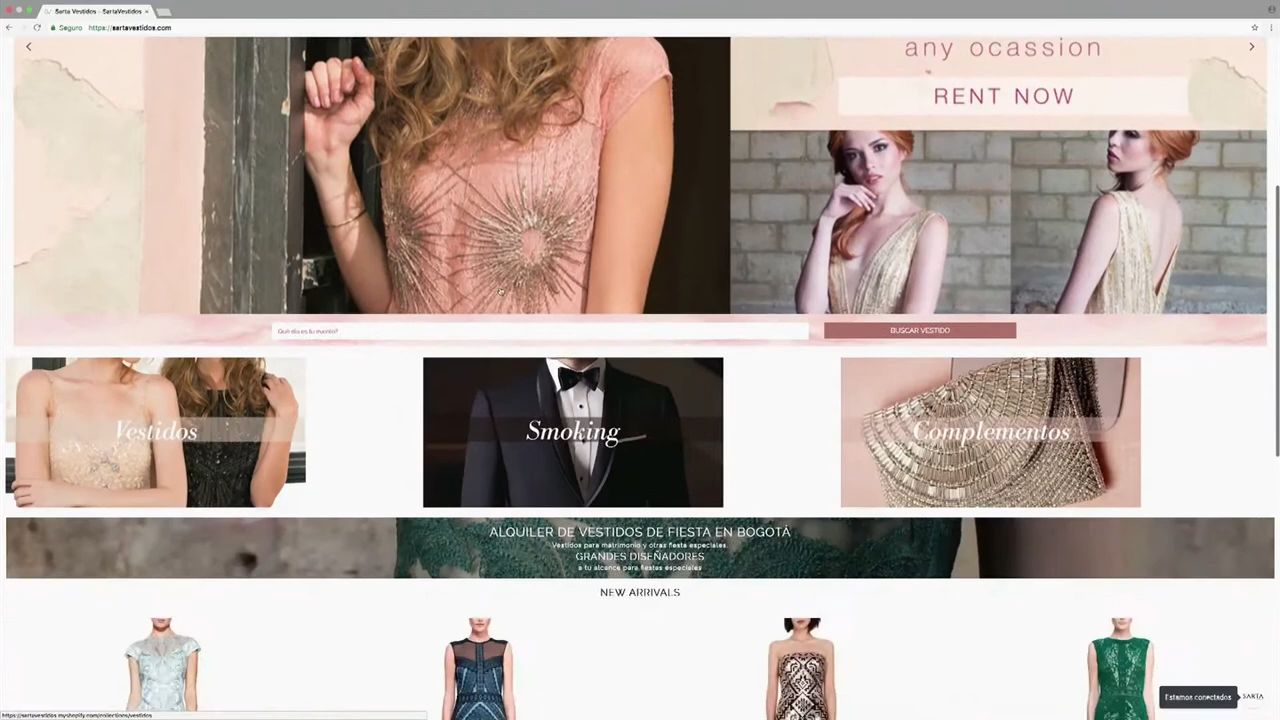 Sarta Vestidos - SartaVestidos
Seguro
https://sartavestidos.com
any ocassion
RENT NOW
Qué día es tu evento?
BUSCAR VESTIDO
Vestidos
Smoking
Complementos
ALQUILER DE VESTIDOS DE FIESTA EN BOGOTÁ
Vestidos para matrimonio y otras fiesta especiales.
GRANDES DISEÑADORES
a tu alcance para fiestas especiales
NEW ARRIVALS
Estamos conectados
SARTA
https://sartavestidos.myshopify.com/collections/vestidos